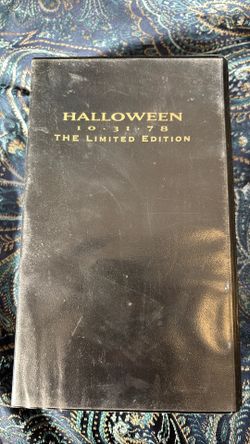 HALLOWEEN
10·31·78
THE LIMITED EDITION